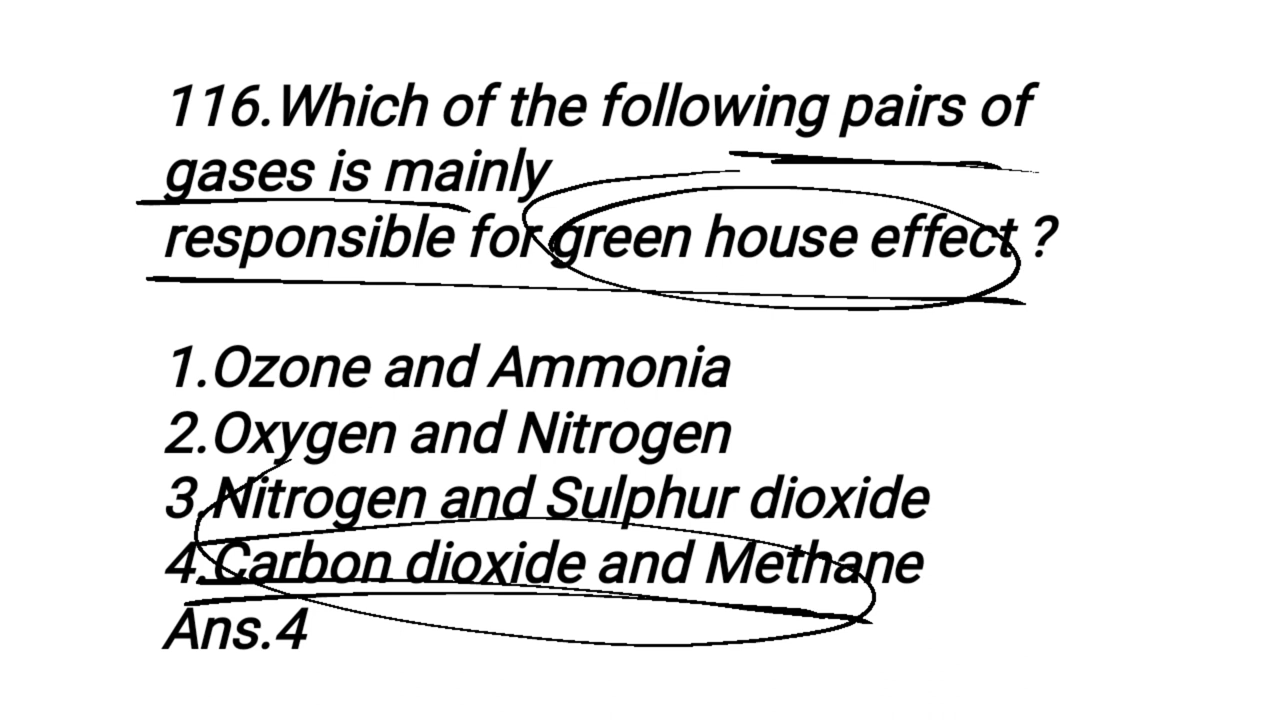 116.Which of the following pairs of
gases is mainly
responsible for green house effect ?
1.Ozone and Ammonia
2.Oxygen and Nitrogen
3.Nitrogen and Sulphur dioxide
4.Carbon dioxide and Methane
Ans.4